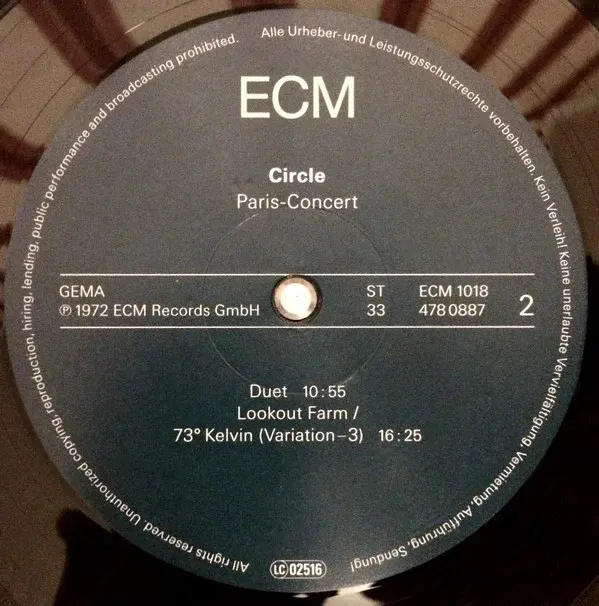 Alle Urheber- und Leistungsschutzrechte vorbehalten. Kein Verleih! Keine unerlaubte Vervielfältigung, Vermietung, Aufführung, Sendung!
ECM
Circle
Paris-Concert
GEMA ST ECM 1018
℗ 1972 ECM Records GmbH 33 478 0887 2
Duet 10:55
Lookout Farm /
73° Kelvin (Variation–3) 16:25
LC 02516
All rights reserved. Unauthorized copying, reproduction, hiring, lending, public performance and broadcasting prohibited.